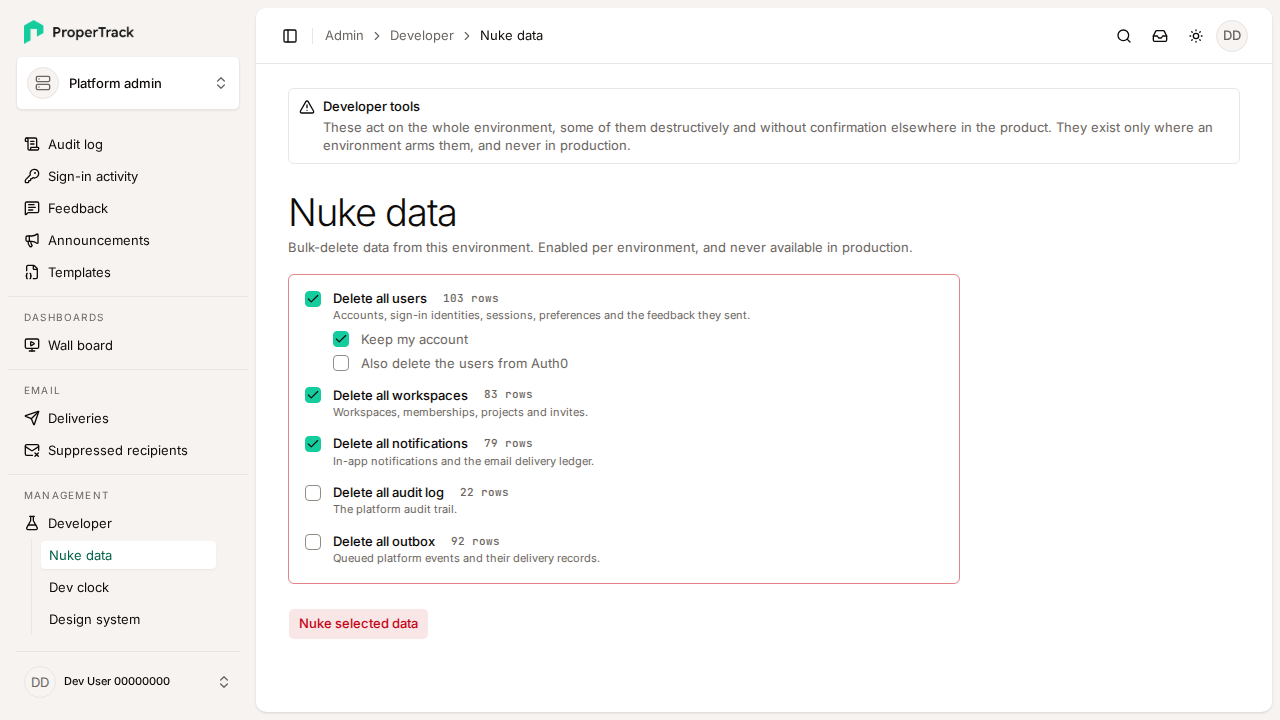 ProperTrack
Platform admin
Audit log
Sign-in activity
Feedback
Announcements
Templates
DASHBOARDS
Wall board
EMAIL
Deliveries
Suppressed recipients
MANAGEMENT
Developer
Nuke data
Dev clock
Design system
DD
Dev User 00000000
Admin
Developer
Nuke data
DD
Developer tools
These act on the whole environment, some of them destructively and without confirmation elsewhere in the product. They exist only where an
environment arms them, and never in production.
Nuke data
Bulk-delete data from this environment. Enabled per environment, and never available in production.
Delete all users 103 rows
Accounts, sign-in identities, sessions, preferences and the feedback they sent.
Keep my account
Also delete the users from Auth0
Delete all workspaces 83 rows
Workspaces, memberships, projects and invites.
Delete all notifications 79 rows
In-app notifications and the email delivery ledger.
Delete all audit log 22 rows
The platform audit trail.
Delete all outbox 92 rows
Queued platform events and their delivery records.
Nuke selected data